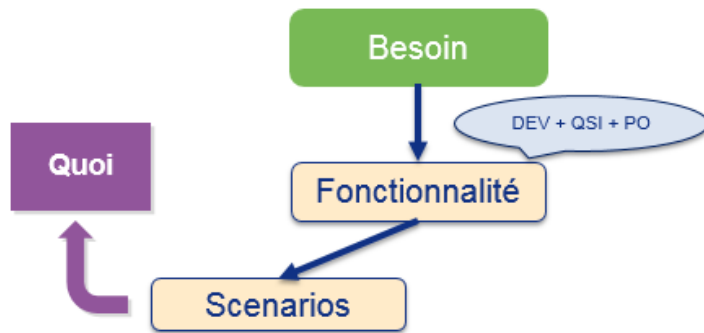 Besoin
DEV + QSI + PO
Quoi
Fonctionnalité
Scenarios